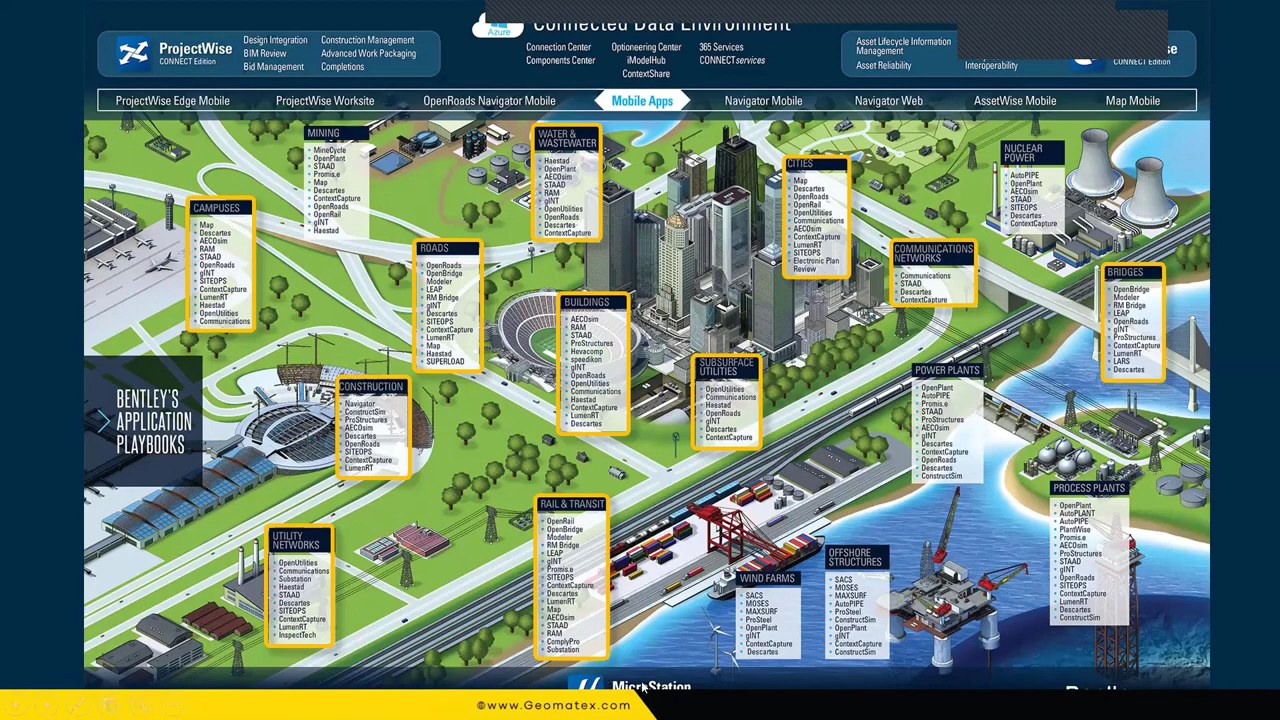 Connected Data Environment
Azure
ProjectWise
CONNECT Edition
Design Integration
BIM Review
Bid Management
Construction Management
Advanced Work Packaging
Completions
Connection Center
Components Center
Optioneering Center
iModelHub
ContextShare
365 Services
CONNECTservices
Asset Lifecycle Information
Management
Asset Reliability
Interoperability
CONNECT Edition
ProjectWise Edge Mobile
ProjectWise Worksite
OpenRoads Navigator Mobile
Mobile Apps
Navigator Mobile
Navigator Web
AssetWise Mobile
Map Mobile
MINING
MineCycle
OpenPlant
STAAD
Promis.e
Map
Descartes
ContextCapture
OpenRoads
OpenRail
gINT
Haestad
WATER &
WASTEWATER
Haestad
OpenPlant
AECOsim
STAAD
RAM
gINT
OpenUtilities
OpenRoads
Descartes
ContextCapture
CITIES
Map
Descartes
OpenRoads
OpenRail
OpenUtilities
Communications
AECOsim
ContextCapture
LumenRT
SITEOPS
Electronic Plan
Review
NUCLEAR
POWER
AutoPIPE
OpenPlant
AECOsim
STAAD
SITEOPS
Descartes
ContextCapture
CAMPUSES
Map
Descartes
AECOsim
RAM
STAAD
OpenRoads
gINT
SITEOPS
ContextCapture
LumenRT
Haestad
OpenUtilities
Communications
ROADS
OpenRoads
OpenBridge
Modeler
LEAP
RM Bridge
gINT
Descartes
SITEOPS
ContextCapture
LumenRT
Map
Haestad
SUPERLOAD
COMMUNICATIONS
NETWORKS
Communications
STAAD
Descartes
ContextCapture
BRIDGES
OpenBridge
Modeler
RM Bridge
LEAP
OpenRoads
gINT
ProStructures
ContextCapture
LumenRT
LARS
Descartes
BUILDINGS
AECOsim
RAM
STAAD
ProStructures
Hevacomp
speedikon
gINT
OpenRoads
OpenUtilities
Communications
Haestad
ContextCapture
LumenRT
Descartes
SUBSURFACE
UTILITIES
OpenUtilities
Communications
Haestad
OpenRoads
gINT
Descartes
ContextCapture
POWER PLANTS
OpenPlant
AutoPIPE
Promis.e
STAAD
ProStructures
AECOsim
gINT
Descartes
ContextCapture
OpenRoads
Descartes
ConstructSim
BENTLEY'S
APPLICATION
PLAYBOOKS
CONSTRUCTION
Navigator
ConstructSim
ProStructures
AECOsim
Descartes
OpenRoads
SITEOPS
ContextCapture
LumenRT
PROCESS PLANTS
OpenPlant
AutoPLANT
AutoPIPE
PlantWise
Promis.e
AECOsim
ProStructures
STAAD
gINT
OpenRoads
SITEOPS
ContextCapture
LumenRT
Descartes
ConstructSim
RAIL & TRANSIT
OpenRail
OpenBridge
Modeler
RM Bridge
LEAP
gINT
Promis.e
SITEOPS
ContextCapture
Descartes
LumenRT
Map
AECOsim
STAAD
RAM
ComplyPro
Substation
UTILITY
NETWORKS
OpenUtilities
Communications
Substation
Haestad
STAAD
Descartes
SITEOPS
ContextCapture
LumenRT
InspectTech
WIND FARMS
SACS
MOSES
MAXSURF
ProSteel
OpenPlant
gINT
ContextCapture
Descartes
OFFSHORE
STRUCTURES
SACS
MOSES
MAXSURF
AutoPIPE
ProSteel
ConstructSim
OpenPlant
gINT
ContextCapture
ConstructSim
MicroStation
©www.Geomatex.com